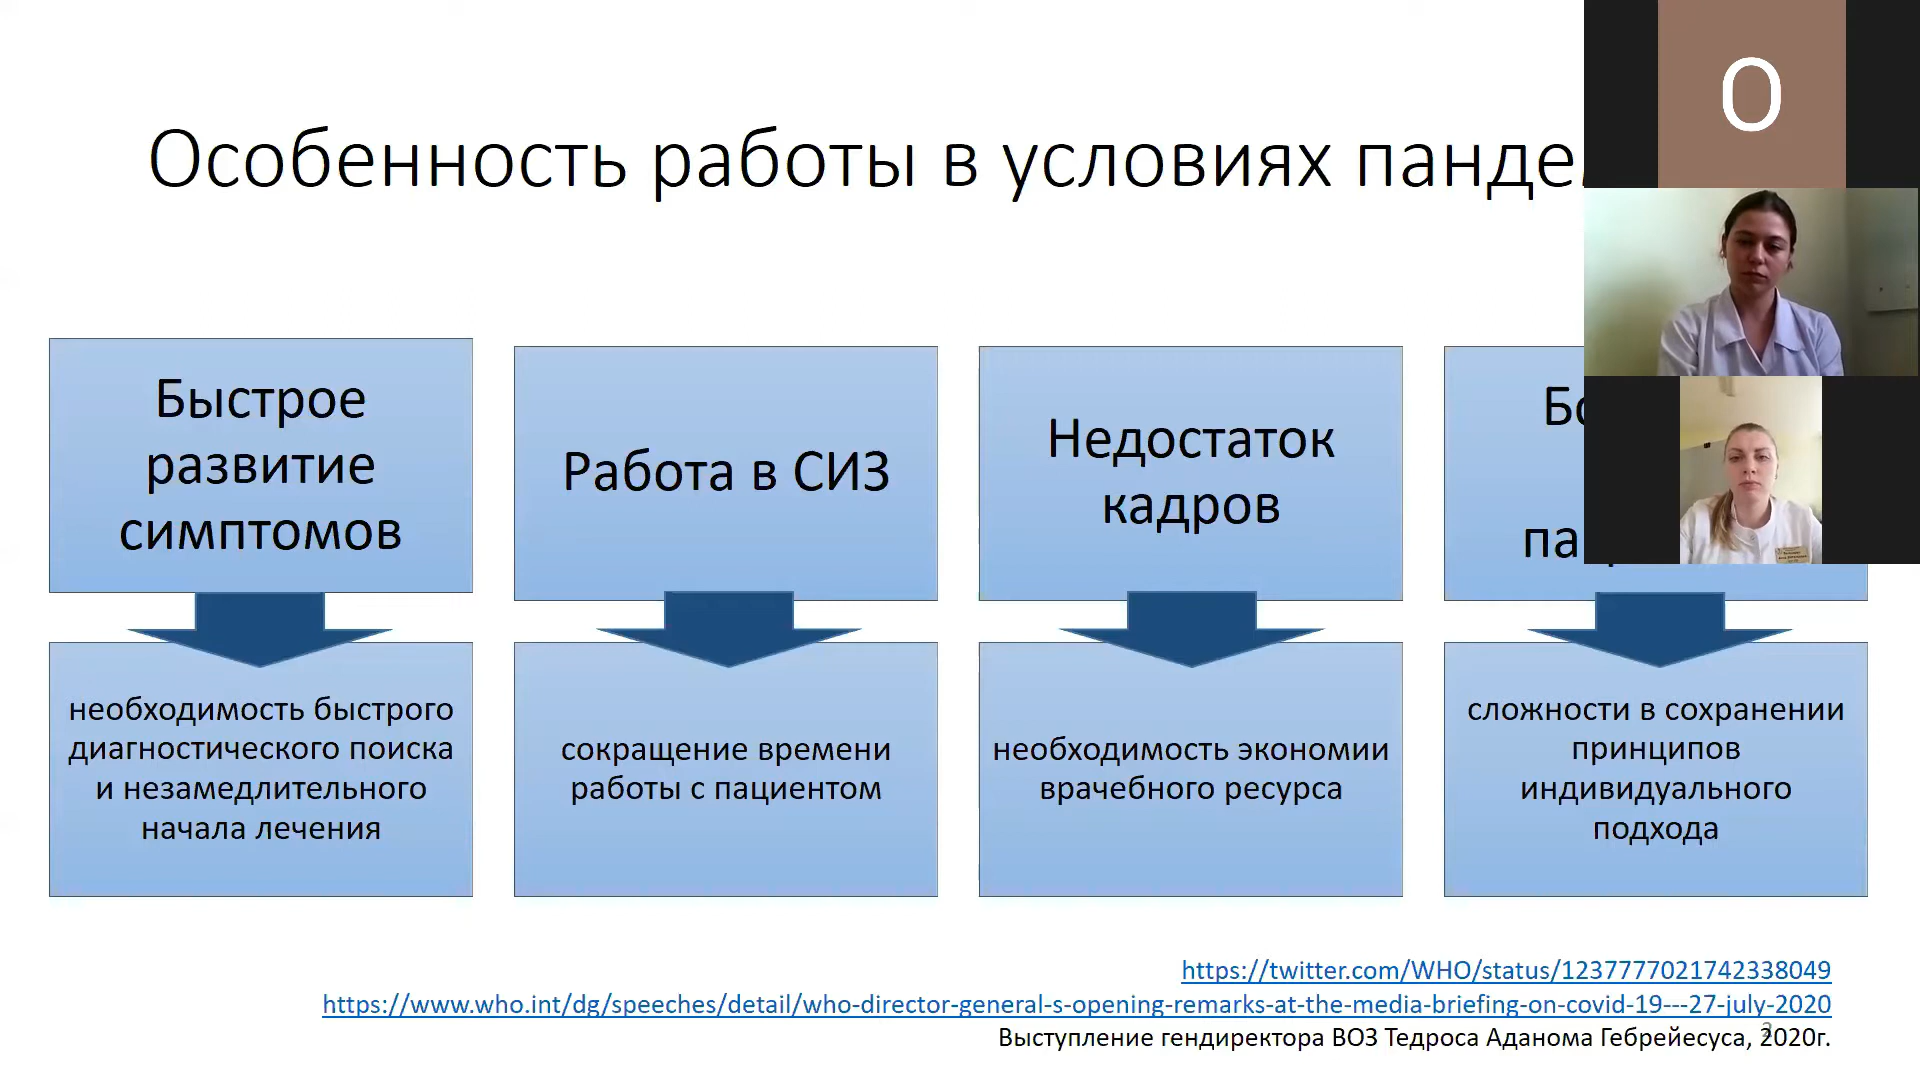 Особенность работы в условиях
O
Быстрое
развитие
симптомов
Работа в СИЗ
Недостаток
кадров
необходимость быстрого
диагностического поиска
и незамедлительного
начала лечения
сокращение времени
работы с пациентом
необходимость экономии
врачебного ресурса
сложности в сохранении
принципов
индивидуального
подхода
https://twitter.com/WHO/status/1237777021742338049
https://www.who.int/dg/speeches/detail/who-director-general-s-opening-remarks-at-the-media-briefing-on-covid-19---27-july-2020
Выступление гендиректора ВОЗ Тедроса Аданома Гебрейесуса, 2020г.
2